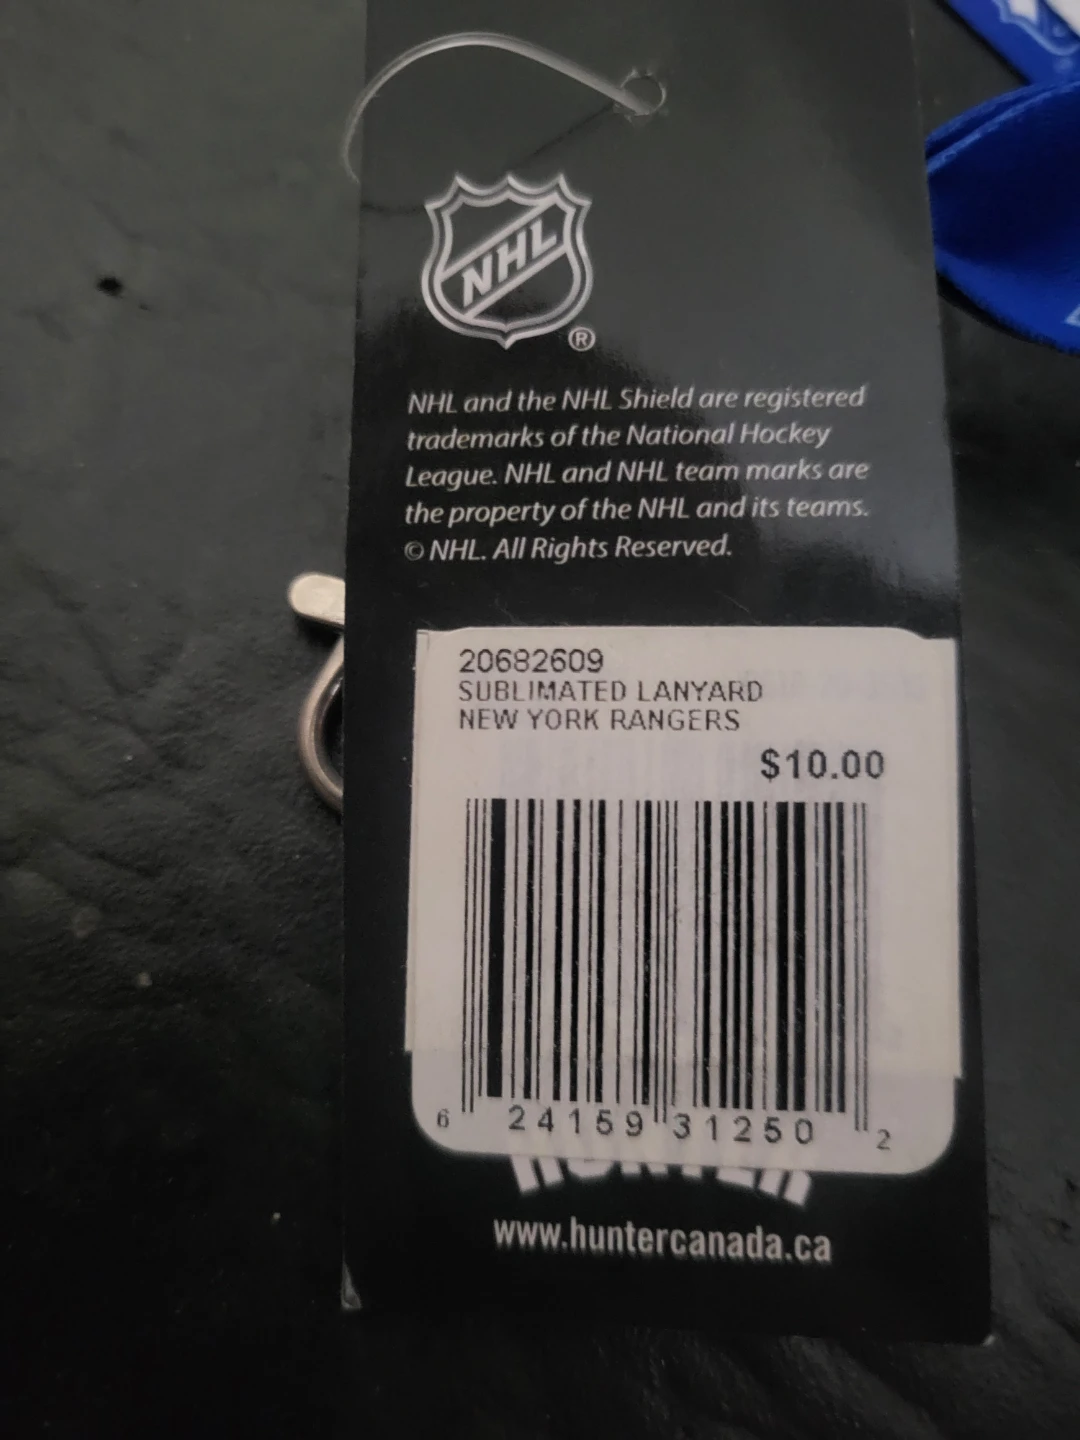 NHL
®
NHL and the NHL Shield are registered
trademarks of the National Hockey
League. NHL and NHL team marks are
the property of the NHL and its teams.
© NHL. All Rights Reserved.
20682609
SUBLIMATED LANYARD
NEW YORK RANGERS
$10.00
6 24159 31250 2
HUNTER
www.huntercanada.ca